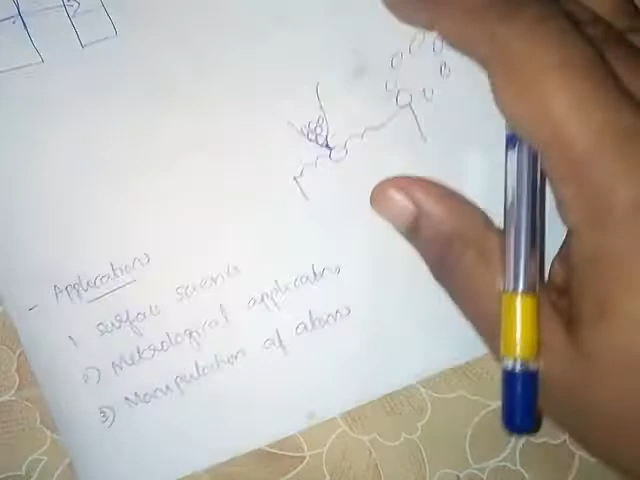 - Applications
1 Surface science
2) Metrological applications
3) Manipulation of atoms